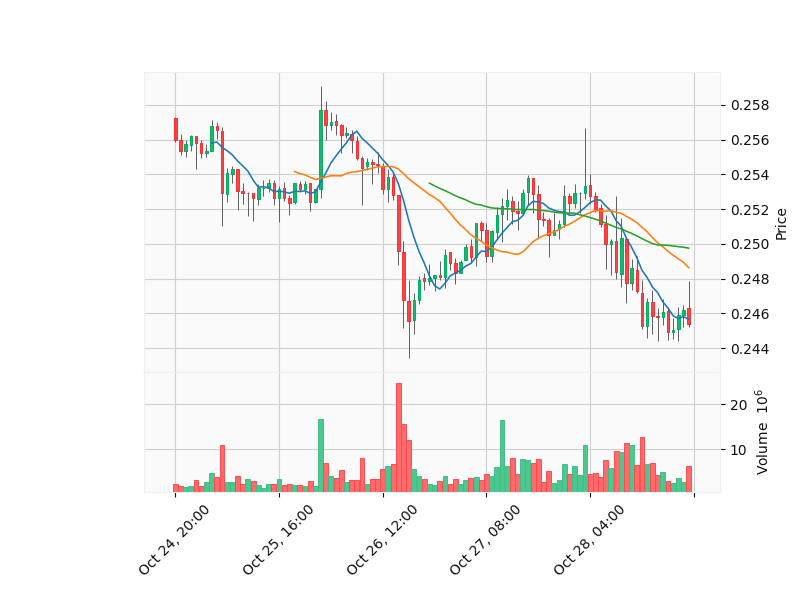 0.258
0.256
0.254
0.252
0.250
0.248
0.246
0.244
Price
20
10
Volume 10⁶
Oct 24, 20:00
Oct 25, 16:00
Oct 26, 12:00
Oct 27, 08:00
Oct 28, 04:00